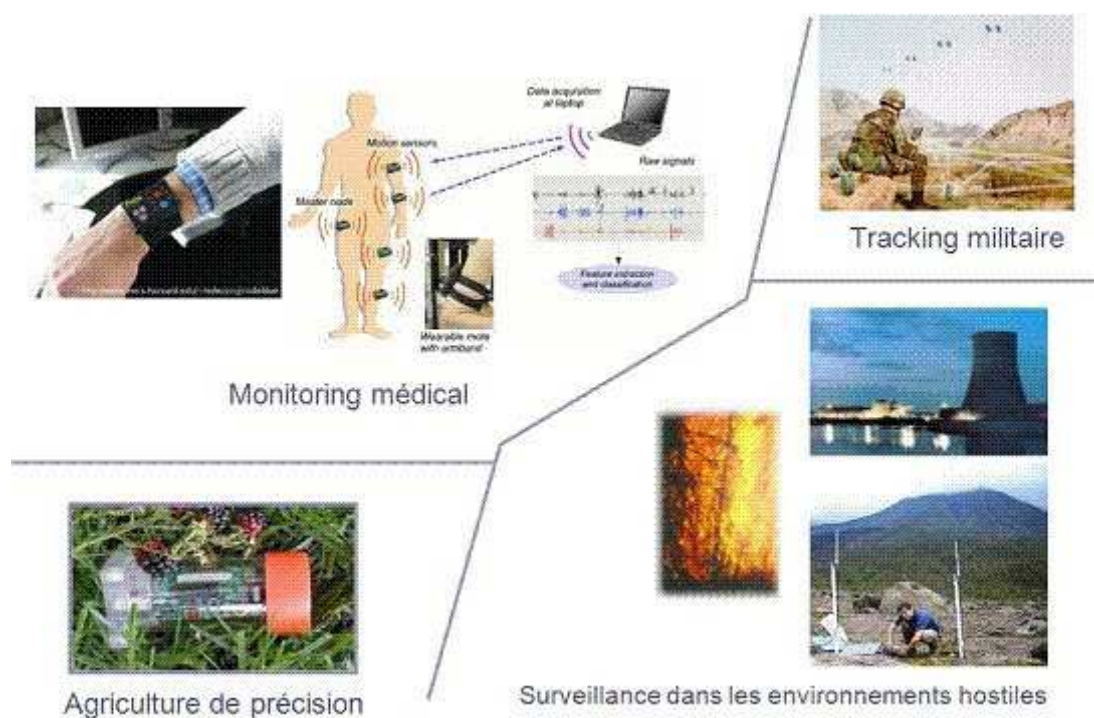 Data acquisition
at laptop
Motion sensors
Raw signals
Master node
Feature extraction
and classification
Wearable mote
with armband
Monitoring médical
Tracking militaire
Agriculture de précision
Surveillance dans les environnements hostiles